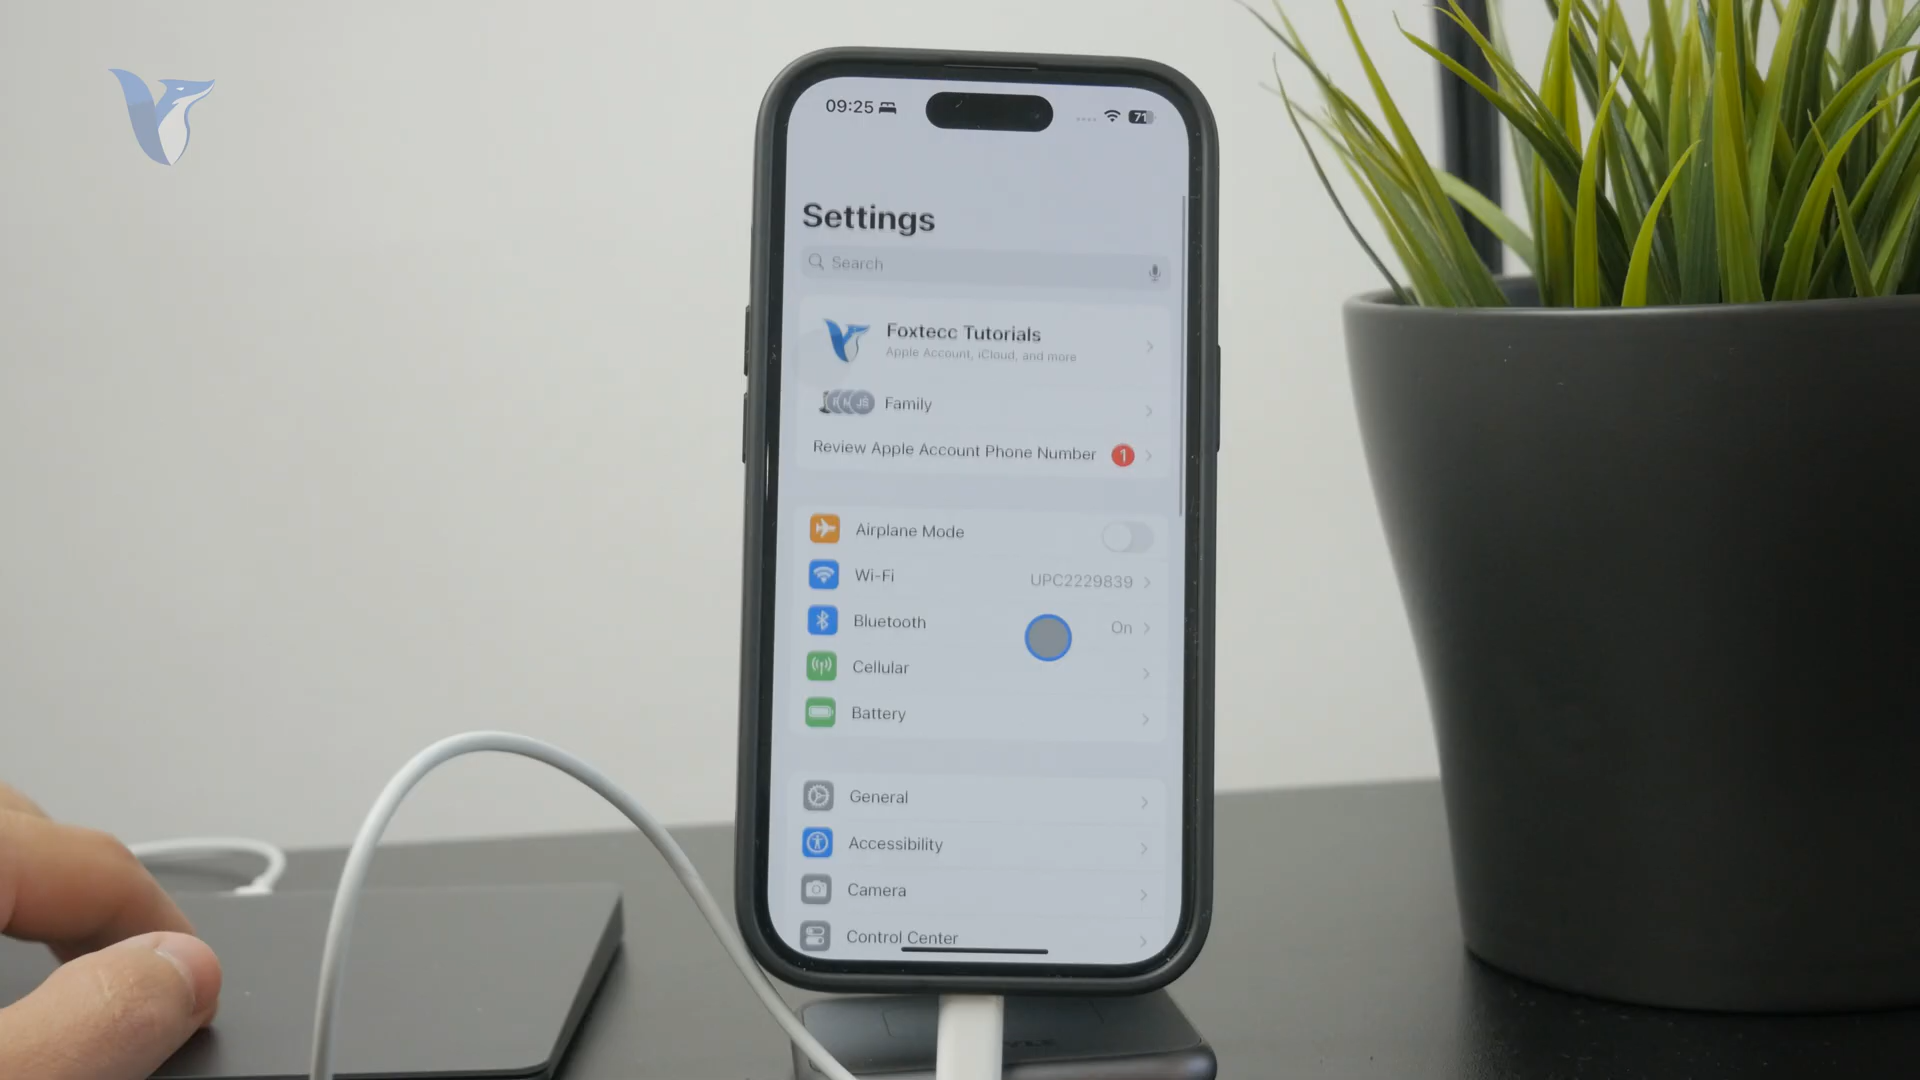 09:25
71
Settings
Search
Foxtecc Tutorials
Apple Account, iCloud, and more
Family
Review Apple Account Phone Number 1
Airplane Mode
Wi-Fi UPC2229839
Bluetooth On
Cellular
Battery
General
Accessibility
Camera
Control Center